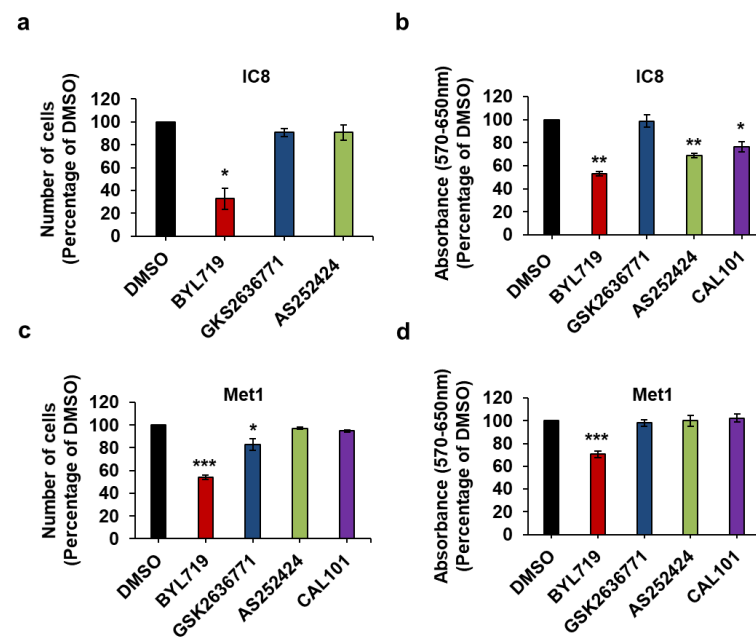 a
IC8
Number of cells
(Percentage of DMSO)
120
100
80
60
40
20
0
*
DMSO
BYL719
GKS2636771
AS252424
b
IC8
Absorbance (570-650nm)
(Percentage of DMSO)
120
100
80
60
40
20
0
**
**
*
DMSO
BYL719
GSK2636771
AS252424
CAL101
c
Met1
Number of cells
(Percentage of DMSO)
120
100
80
60
40
20
0
***
*
DMSO
BYL719
GSK2636771
AS252424
CAL101
d
Met1
Absorbance (570-650nm)
(Percentage of DMSO)
120
100
80
60
40
20
0
***
DMSO
BYL719
GSK2636771
AS252424
CAL101